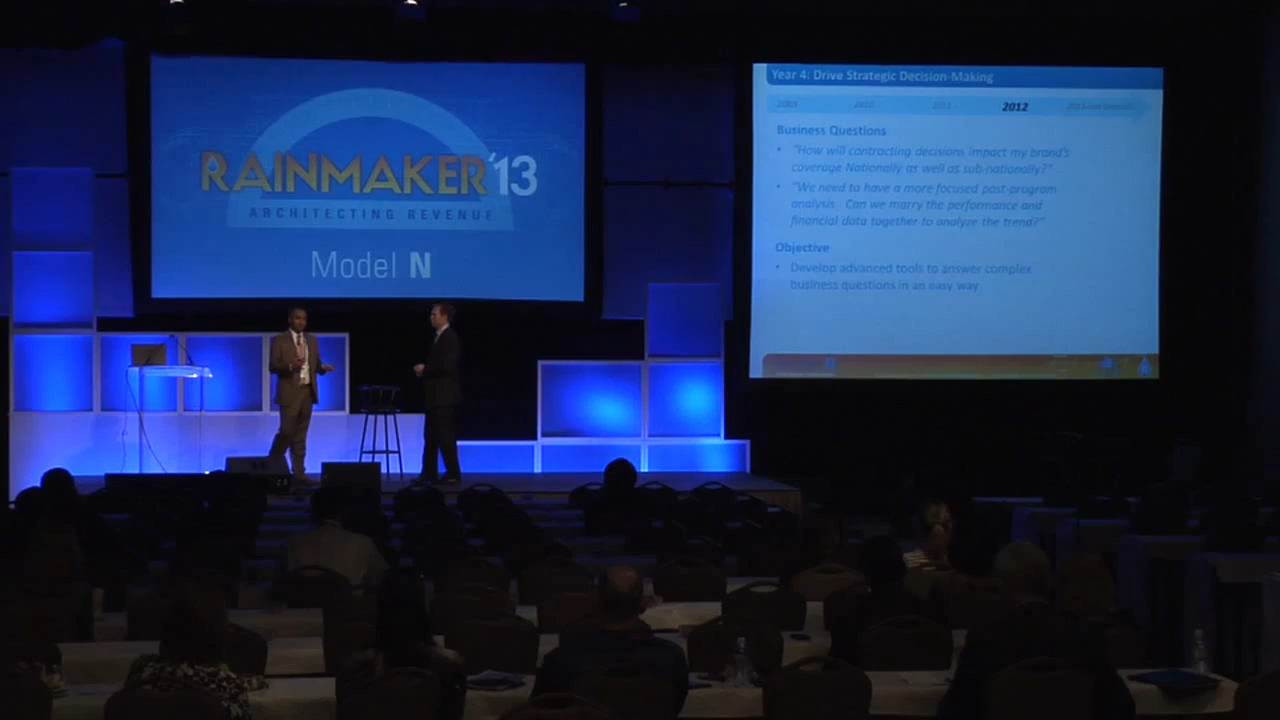 RAINMAKER'13
ARCHITECTING REVENUE
Model N
Year 4: Drive Strategic Decision-Making
2009 2010 2011 2012
Business Questions
• "How will contracting decisions impact my brand's
coverage Nationally as well as sub-nationally?"
• "We need to have a more focused post-program
analysis. Can we marry the performance and
financial data together to analyze the trend?"
Objective
• Develop advanced tools to answer complex
business questions in an easy way